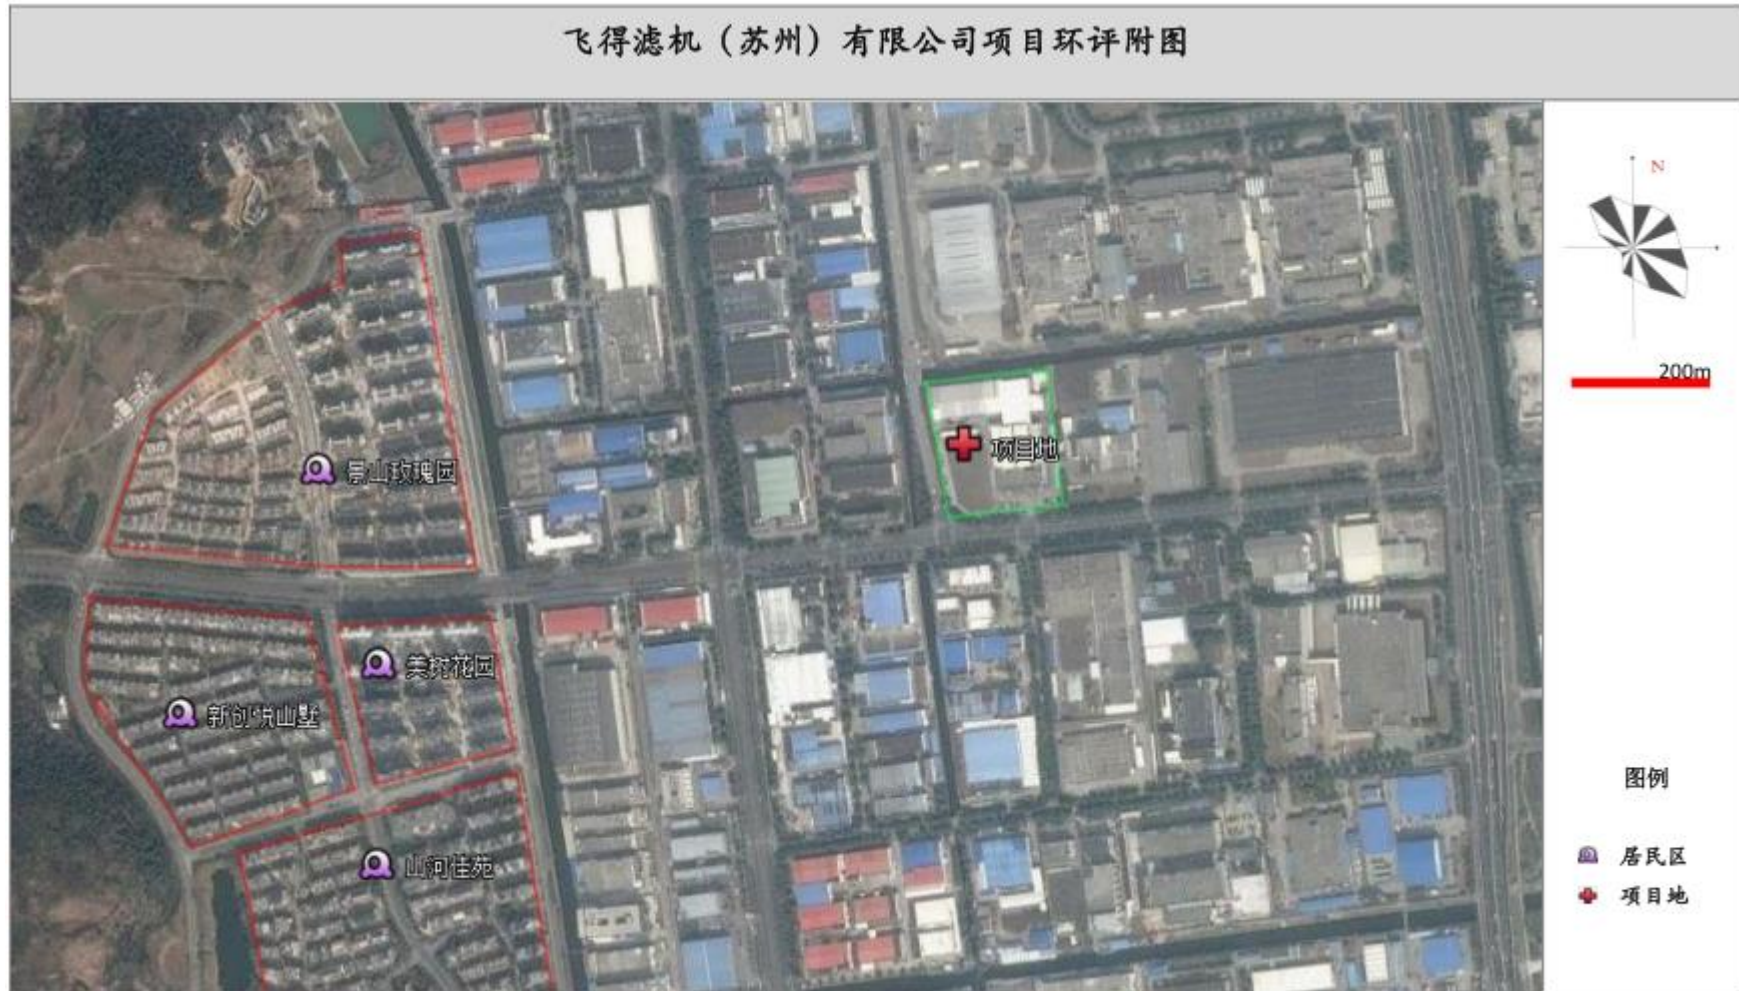 飞得滤机（苏州）有限公司项目环评附图
N
200m
项目地
景山玫瑰园
美树花园
新创悦山墅
山河佳苑
图例
居民区
项目地